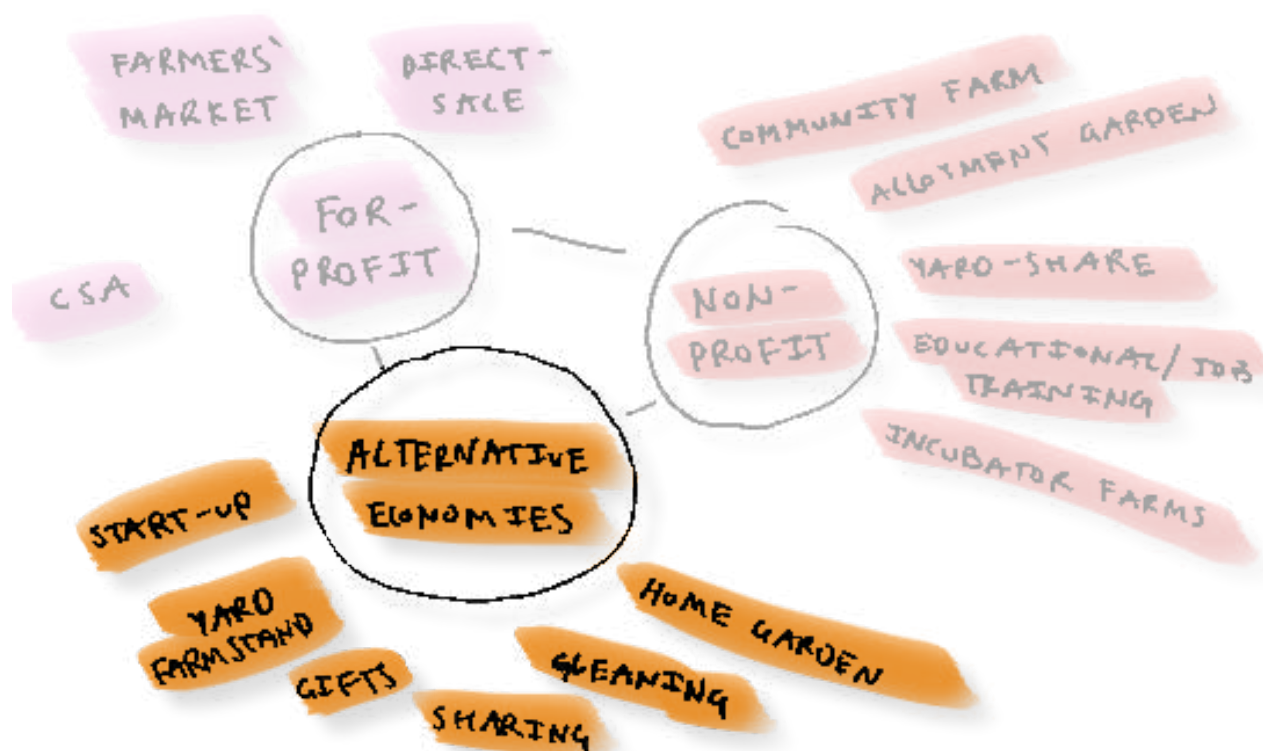 FARMERS'
MARKET
DIRECT-
SALE
COMMUNITY FARM
ALLOTMENT GARDEN
FOR-
PROFIT
CSA
NON-
PROFIT
YARD-SHARE
EDUCATIONAL/JOB
TRAINING
INCUBATOR FARMS
ALTERNATIVE
ECONOMIES
START-UP
YARD
FARMSTAND
GIFTS
SHARING
GLEANING
HOME GARDEN